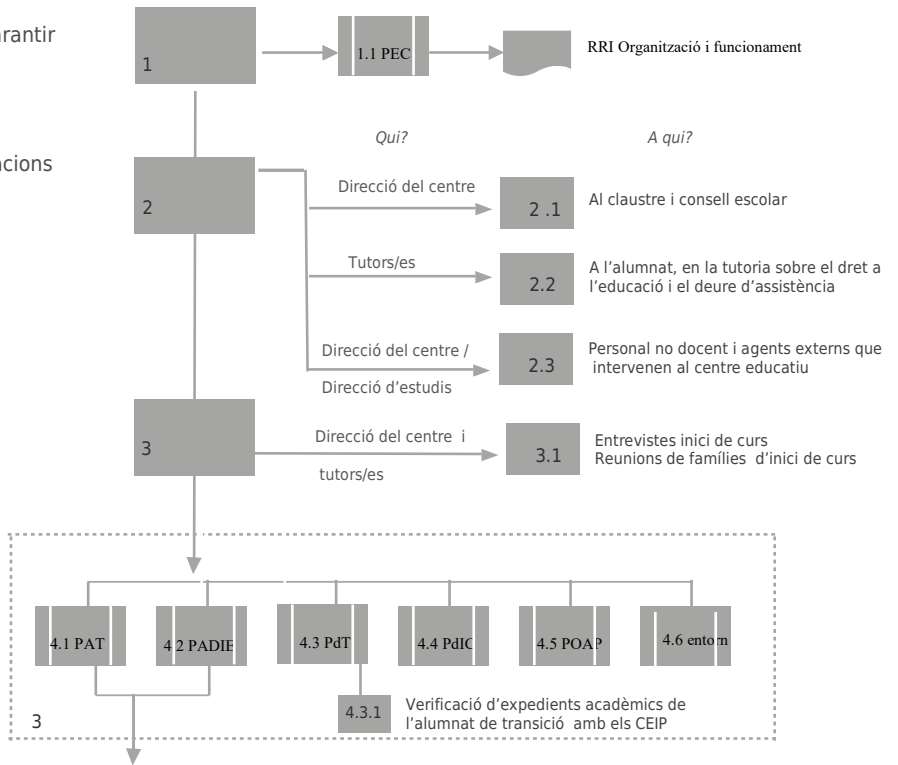 1
1.1 PEC
RRI Organització i funcionament
Qui?
A qui?
2
Direcció del centre
2 .1
Al claustre i consell escolar
Tutors/es
2.2
A l’alumnat, en la tutoria sobre el dret a
l’educació i el deure d’assistència
Direcció del centre /
Direcció d’estudis
2.3
Personal no docent i agents externs que
intervenen al centre educatiu
3
Direcció del centre i
tutors/es
3.1
Entrevistes inici de curs
Reunions de famílies d’inici de curs
4.1 PAT
4 2 PADIE
4.3 PdT
4.4 PdIC
4.5 POAP
4.6 entorn
3
4.3.1
Verificació d’expedients acadèmics de
l’alumnat de transició amb els CEIP